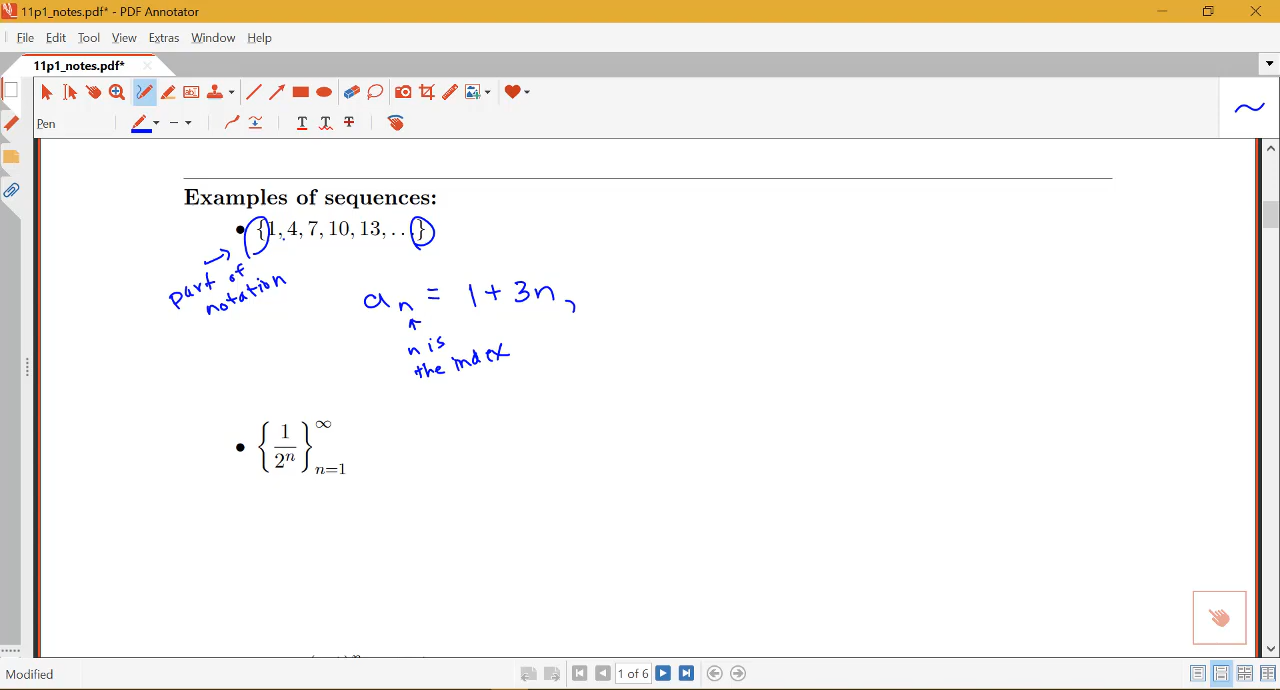 11p1_notes.pdf* - PDF Annotator
File Edit Tool View Extras Window Help
11p1_notes.pdf*
Pen
Examples of sequences:
• {1, 4, 7, 10, 13, . . . }
part of
notation
a_n = 1 + 3n,
n is
the index
• {1/2^n}_{n=1}^∞
Modified
1 of 6